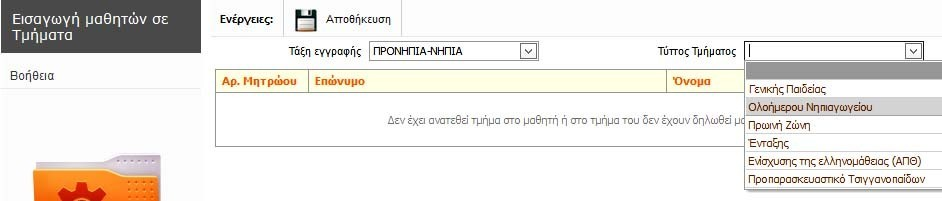 Εισαγωγή μαθητών σε
Τμήματα
Βοήθεια
Ενέργειες: Αποθήκευση
Τάξη εγγραφής ΠΡΟΝΗΠΙΑ-ΝΗΠΙΑ Τύπος Τμήματος
Αρ. Μητρώου Επώνυμο Όνομα
Δεν έχει ανατεθεί τμήμα στο μαθητή ή στο τμήμα του δεν έχουν δηλωθεί
Γενικής Παιδείας
Ολοήμερου Νηπιαγωγείου
Πρωινή Ζώνη
Ένταξης
Ενίσχυσης της ελληνομάθειας (ΑΠΘ)
Προπαρασκευαστικό Τσιγγανοπαίδων